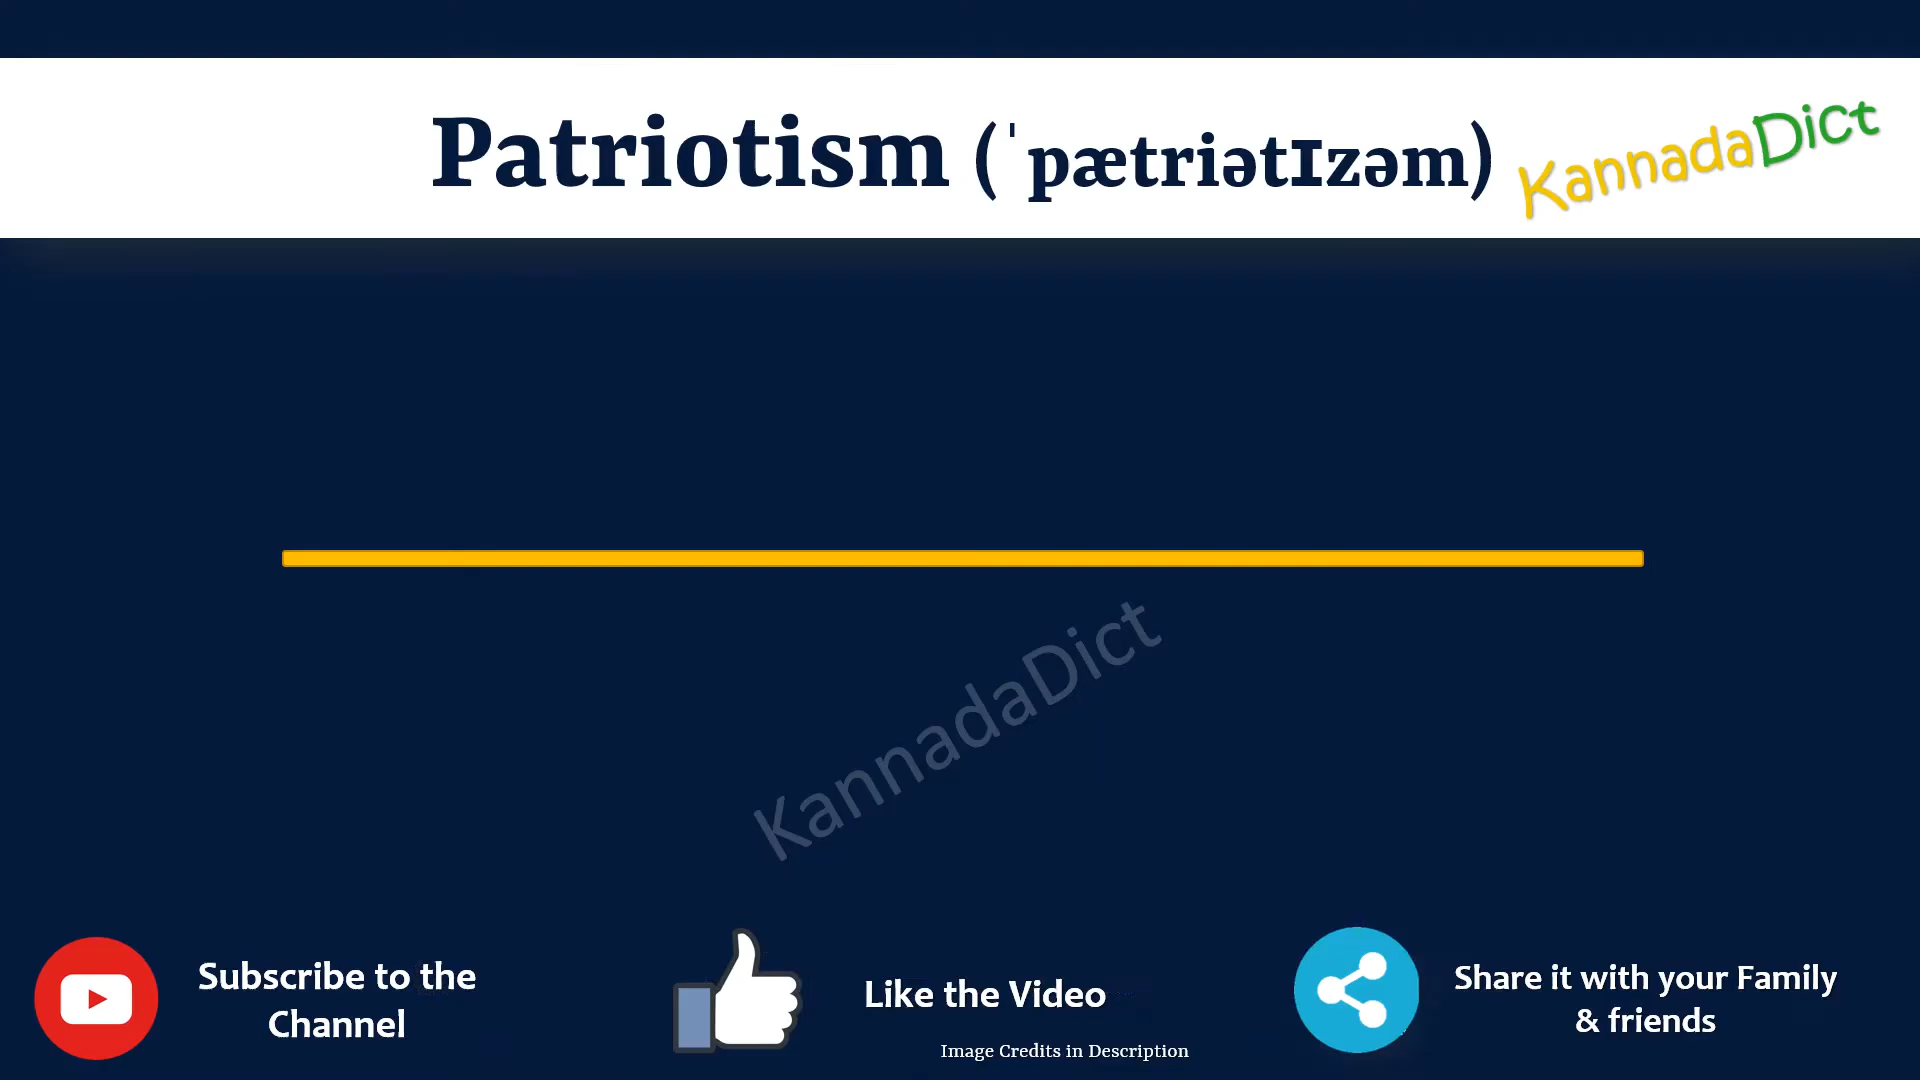 Patriotism (ˈpætriətɪzəm)
KannadaDict
KannadaDict
Subscribe to the
Channel
Like the Video
Share it with your Family
& friends
Image Credits in Description